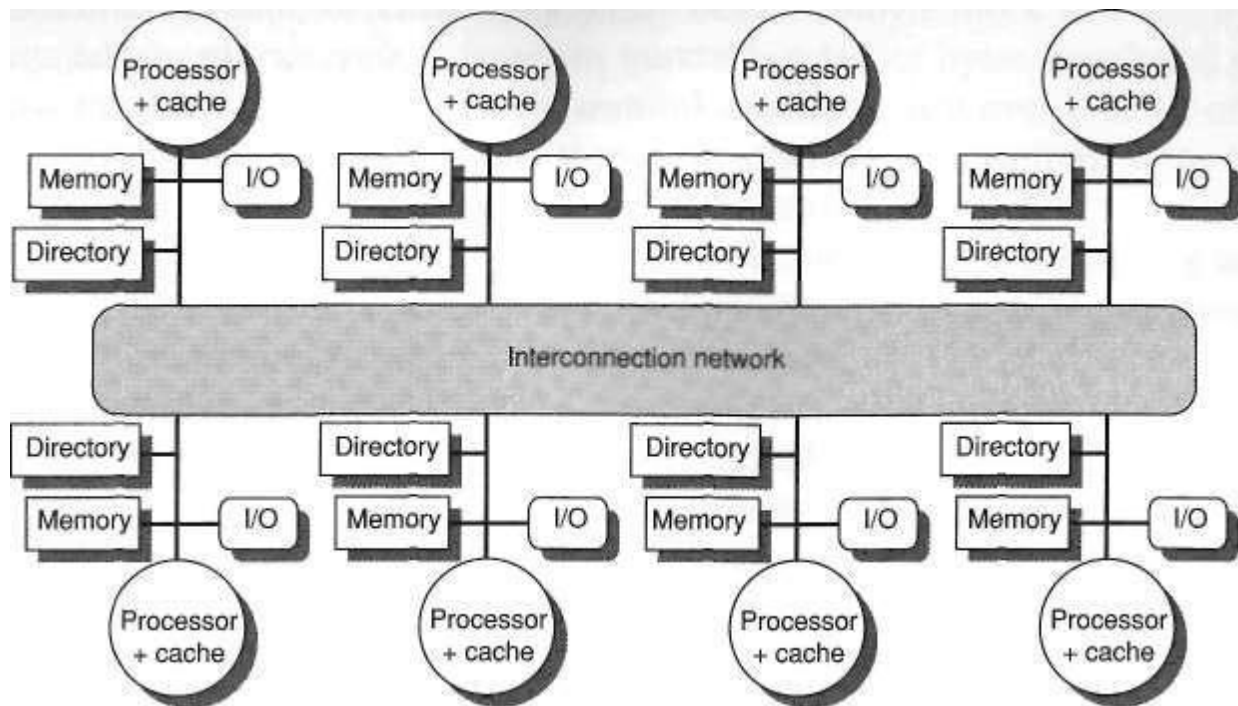 Processor Processor Processor Processor
+ cache + cache + cache + cache
Memory I/O Memory I/O Memory I/O Memory I/O
Directory Directory Directory Directory
Interconnection network
Directory Directory Directory Directory
Memory I/O Memory I/O Memory I/O Memory I/O
Processor Processor Processor Processor
+ cache + cache + cache + cache